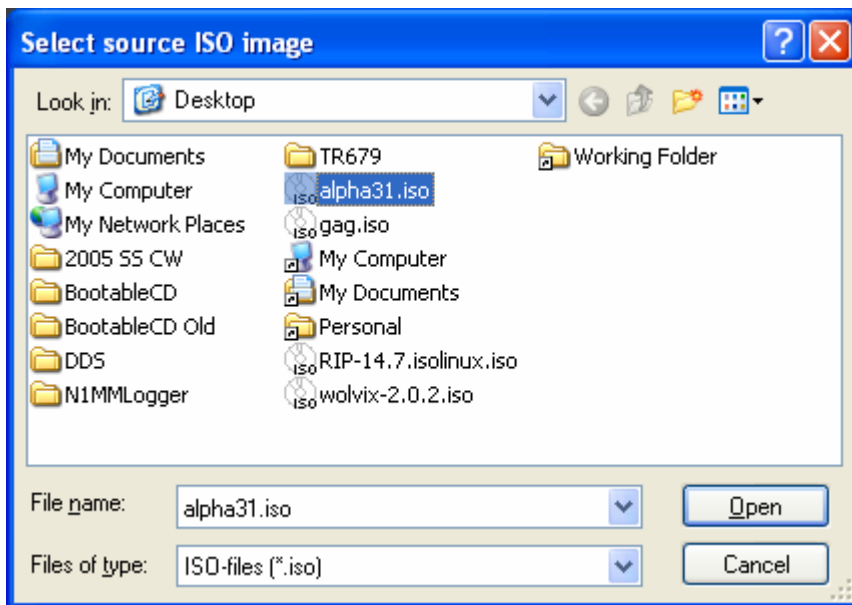 Select source ISO image
Look in: Desktop
My Documents
My Computer
My Network Places
2005 SS CW
BootableCD
BootableCD Old
DDS
N1MMLogger
TR679
alpha31.iso
gag.iso
My Computer
My Documents
Personal
RIP-14.7.isolinux.iso
wolvix-2.0.2.iso
Working Folder
File name: alpha31.iso Open
Files of type: ISO-files (*.iso) Cancel